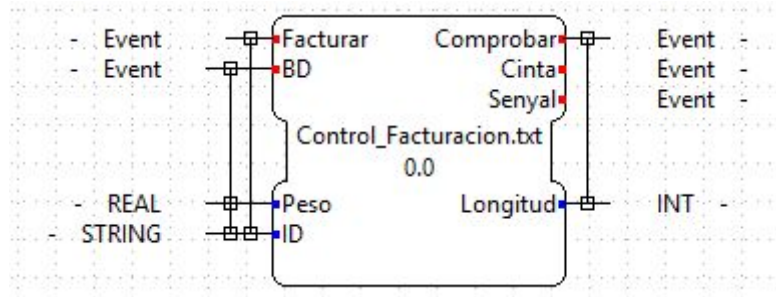 - Event Facturar Comprobar Event -
- Event BD Cinta Event -
Senyal Event -
Control_Facturacion.txt
0.0
- REAL Peso Longitud INT -
- STRING ID